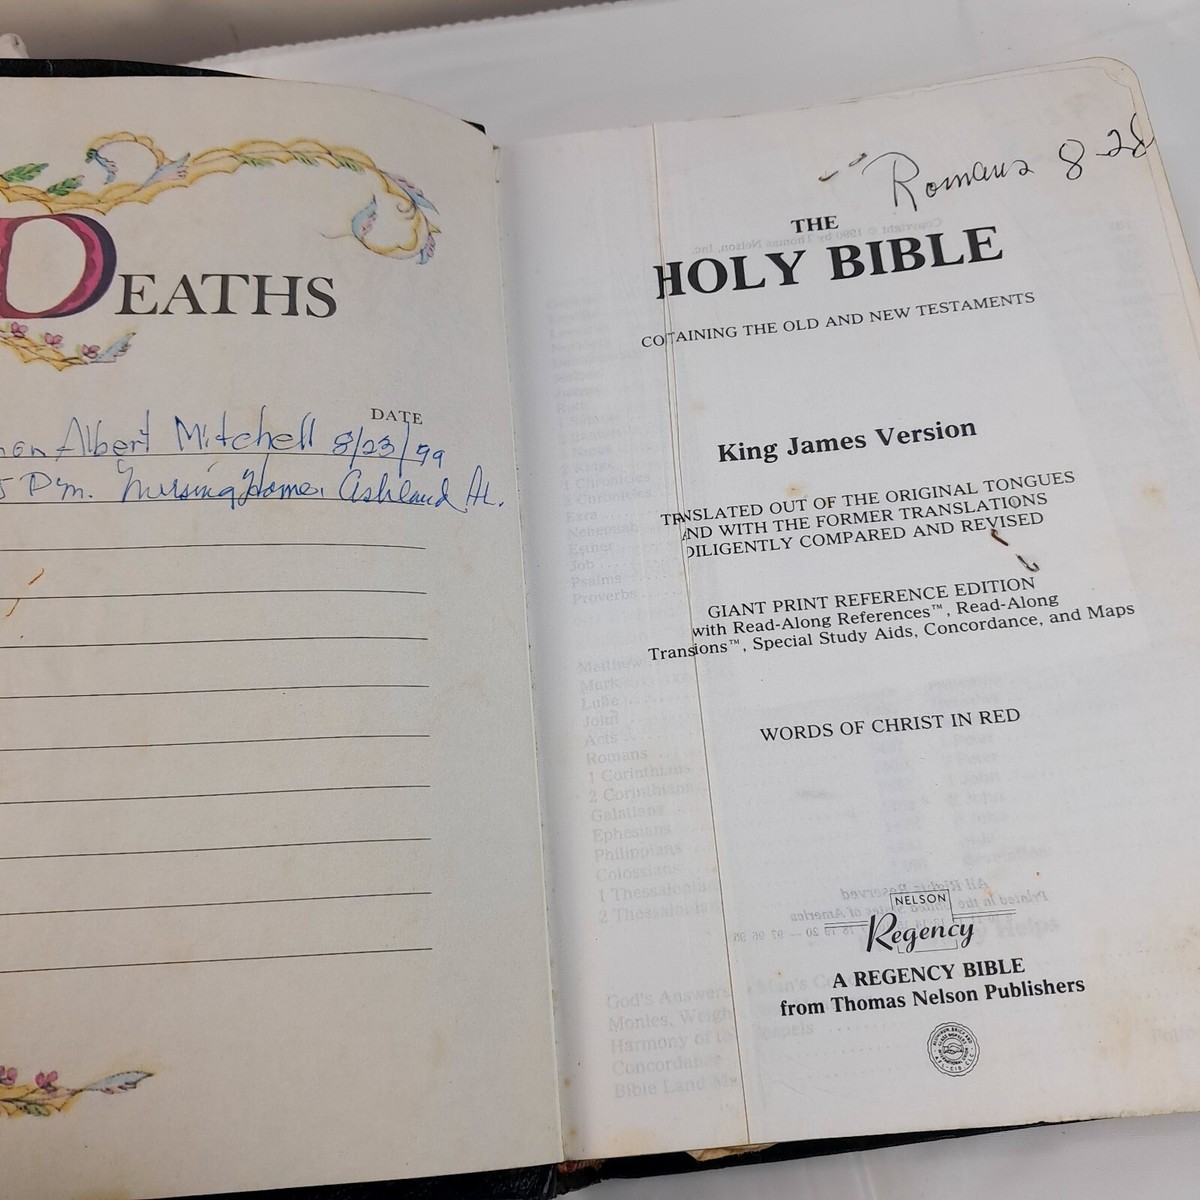 DEATHS
DATE
Albert Mitchell 8/23/99
Pm. Nursing Home. Ashland AL.
Romans 8-28
THE
HOLY BIBLE
COTAINING THE OLD AND NEW TESTAMENTS
King James Version
TRNSLATED OUT OF THE ORIGINAL TONGUES
AND WITH THE FORMER TRANSLATIONS
DILIGENTLY COMPARED AND REVISED
GIANT PRINT REFERENCE EDITION
with Read-Along References™, Read-Along
Transions™, Special Study Aids, Concordance, and Maps
WORDS OF CHRIST IN RED
NELSON
Regency
A REGENCY BIBLE
from Thomas Nelson Publishers